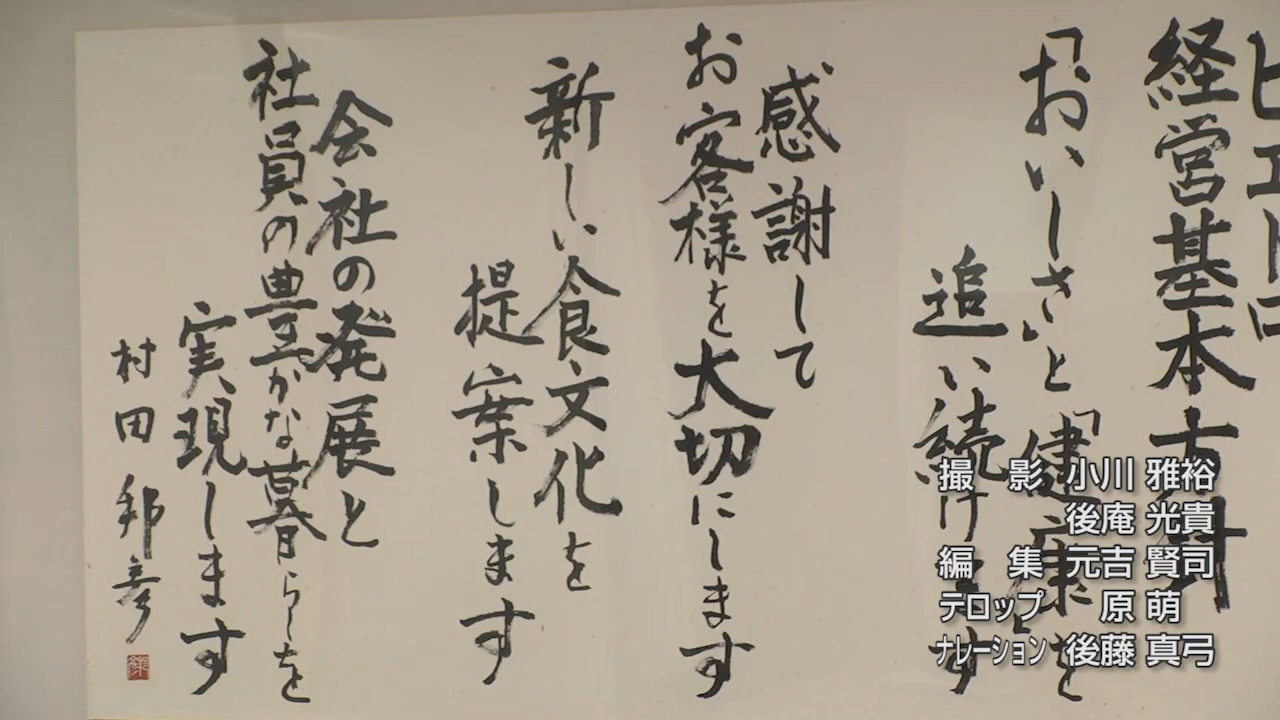 ピエトロ
経営基本方針
「おいしさ」と「健康」を
追い続けます
感謝して
お客様を大切にします
新しい食文化を
提案します
会社の発展と
社員の豊かな暮らしを
実現します
村田邦彦
撮　影 小川 雅裕
後庵 光貴
編　集 元吉 賢司
テロップ 原 萌
ナレーション 後藤 真弓